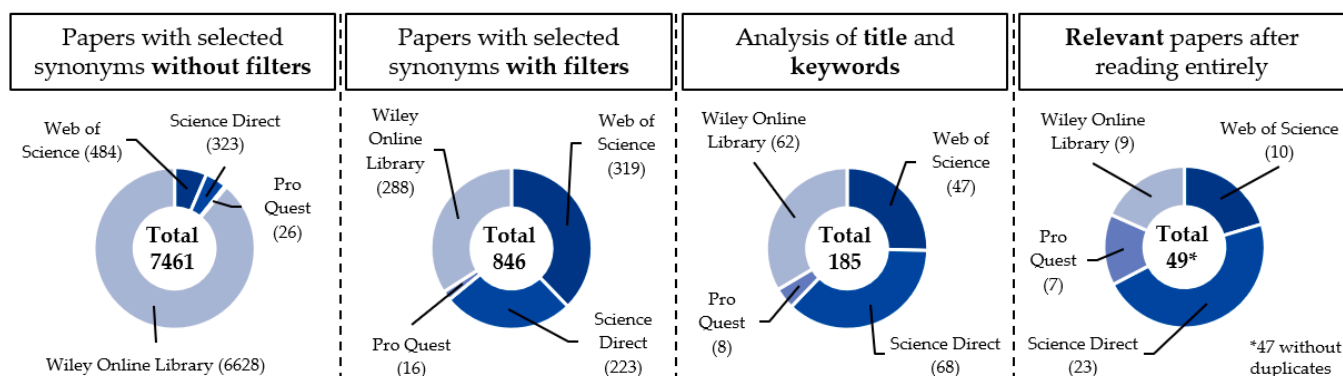 Papers with selected
synonyms without filters
Web of
Science (484)
Science Direct
(323)
Pro
Quest
(26)
Total
7461
Wiley Online Library (6628)
Papers with selected
synonyms with filters
Wiley
Online
Library
(288)
Web of
Science
(319)
Total
846
Pro Quest
(16)
Science
Direct
(223)
Analysis of title and
keywords
Wiley Online
Library (62)
Web of
Science
(47)
Total
185
Pro
Quest
(8)
Science Direct
(68)
Relevant papers after
reading entirely
Wiley Online
Library (9)
Web of Science
(10)
Total
49*
Pro
Quest
(7)
Science Direct
(23)
*47 without
duplicates